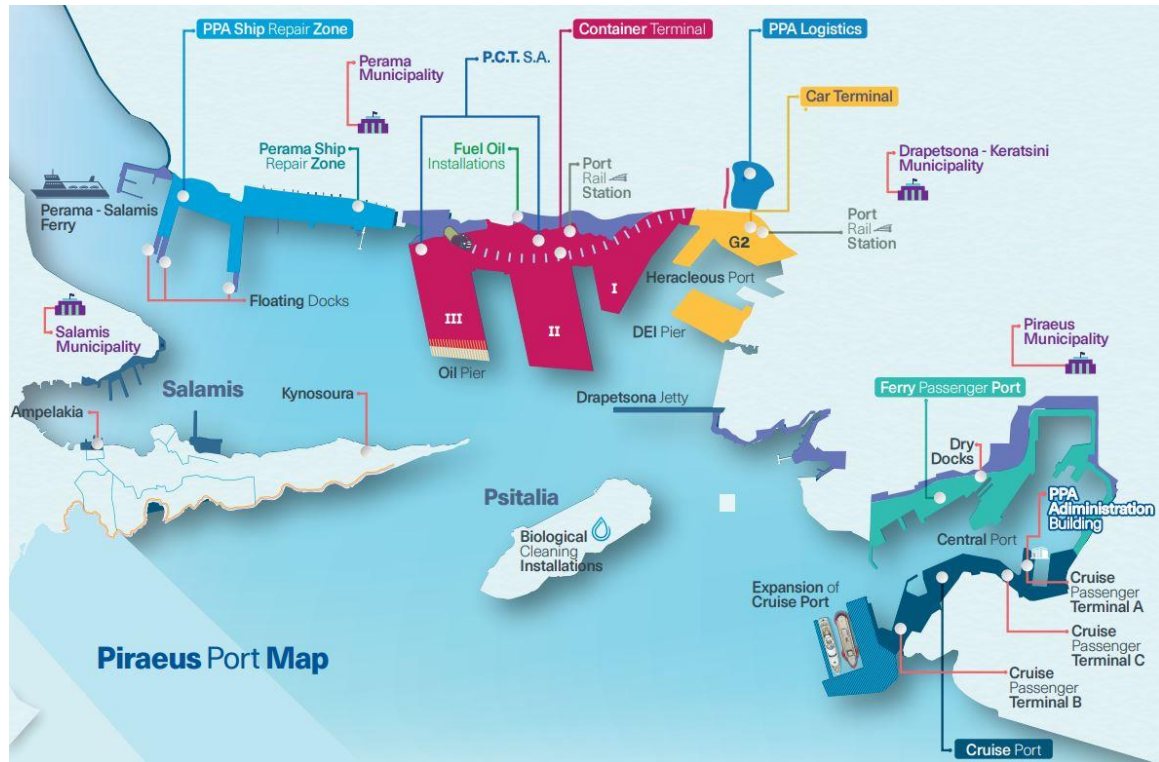 PPA Ship Repair Zone
Container Terminal
PPA Logistics
P.C.T. S.A.
Perama
Municipality
Car Terminal
Perama Ship
Repair Zone
Fuel Oil
Installations
Port
Rail
Station
Drapetsona - Keratsini
Municipality
Perama - Salamis
Ferry
Port
Rail
Station
G2
Heracleous Port
I
Floating Docks
III
II
DEI Pier
Salamis
Municipality
Oil Pier
Piraeus
Municipality
Salamis
Kynosoura
Drapetsona Jetty
Ferry Passenger Port
Ampelakia
Dry
Docks
Psitalia
PPA
Adiministration
Building
Biological
Cleaning
Installations
Central Port
Expansion of
Cruise Port
Cruise
Passenger
Terminal A
Cruise
Passenger
Terminal C
Cruise
Passenger
Terminal B
Piraeus Port Map
Cruise Port